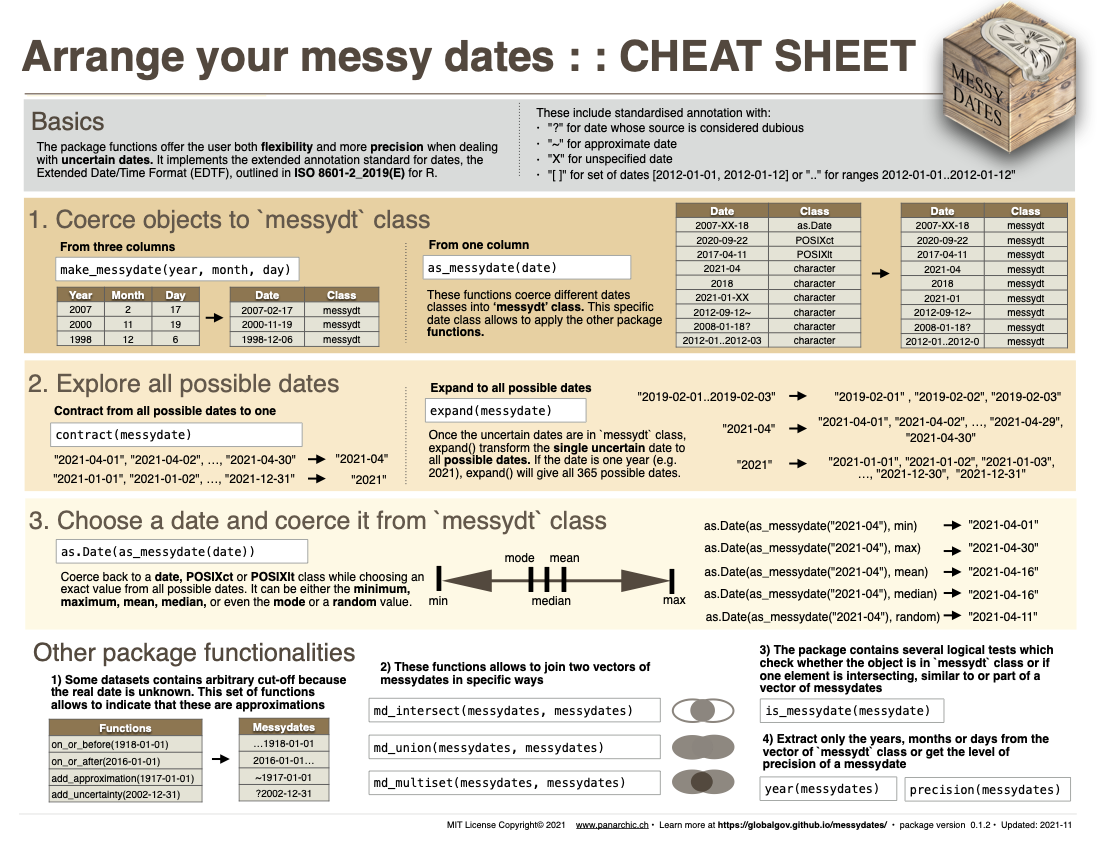 Arrange your messy dates : : CHEAT SHEET
MESSY
DATES
Basics
The package functions offer the user both flexibility and more precision when dealing
with uncertain dates. It implements the extended annotation standard for dates, the
Extended Date/Time Format (EDTF), outlined in ISO 8601-2_2019(E) for R.
These include standardised annotation with:
· "?" for date whose source is considered dubious
· "~" for approximate date
· "X" for unspecified date
· "[ ]" for set of dates [2012-01-01, 2012-01-12] or ".." for ranges 2012-01-01..2012-01-12"
1. Coerce objects to `messydt` class
From three columns
make_messydate(year, month, day)
Year Month Day
2007 2 17
2000 11 19
1998 12 6
Date Class
2007-02-17 messydt
2000-11-19 messydt
1998-12-06 messydt
From one column
as_messydate(date)
These functions coerce different dates
classes into ‘messydt’ class. This specific
date class allows to apply the other package
functions.
Date Class
2007-XX-18 as.Date
2020-09-22 POSIXct
2017-04-11 POSIXlt
2021-04 character
2018 character
2021-01-XX character
2012-09-12~ character
2008-01-18? character
2012-01..2012-03 character
Date Class
2007-XX-18 messydt
2020-09-22 messydt
2017-04-11 messydt
2021-04 messydt
2018 messydt
2021-01 messydt
2012-09-12~ messydt
2008-01-18? messydt
2012-01..2012-0 messydt
2. Explore all possible dates
Contract from all possible dates to one
contract(messydate)
"2021-04-01", "2021-04-02", …, "2021-04-30" "2021-04"
"2021-01-01", "2021-01-02", …, "2021-12-31" "2021"
Expand to all possible dates
expand(messydate)
Once the uncertain dates are in `messydt` class,
expand() transform the single uncertain date to
all possible dates. If the date is one year (e.g.
2021), expand() will give all 365 possible dates.
"2019-02-01..2019-02-03" "2019-02-01" , "2019-02-02", "2019-02-03"
"2021-04" "2021-04-01", "2021-04-02", …, "2021-04-29",
"2021-04-30"
"2021" "2021-01-01", "2021-01-02", "2021-01-03",
…, "2021-12-30", "2021-12-31"
3. Choose a date and coerce it from `messydt` class
as.Date(as_messydate(date))
Coerce back to a date, POSIXct or POSIXlt class while choosing an
exact value from all possible dates. It can be either the minimum,
maximum, mean, median, or even the mode or a random value.
mode mean
min median max
as.Date(as_messydate("2021-04"), min) "2021-04-01"
as.Date(as_messydate("2021-04"), max) "2021-04-30"
as.Date(as_messydate("2021-04"), mean) "2021-04-16"
as.Date(as_messydate("2021-04"), median) "2021-04-16"
as.Date(as_messydate("2021-04"), random) "2021-04-11"
Other package functionalities
1) Some datasets contains arbitrary cut-off because
the real date is unknown. This set of functions
allows to indicate that these are approximations
Functions
on_or_before(1918-01-01)
on_or_after(2016-01-01)
add_approximation(1917-01-01)
add_uncertainty(2002-12-31)
Messydates
…1918-01-01
2016-01-01…
~1917-01-01
?2002-12-31
2) These functions allows to join two vectors of
messydates in specific ways
md_intersect(messydates, messydates)
md_union(messydates, messydates)
md_multiset(messydates, messydates)
3) The package contains several logical tests which
check whether the object is in `messydt` class or if
one element is intersecting, similar to or part of a
vector of messydates
is_messydate(messydate)
4) Extract only the years, months or days from the
vector of `messydt` class or get the level of
precision of a messydate
year(messydates) precision(messydates)
MIT License Copyright© 2021 www.panarchic.ch • Learn more at https://globalgov.github.io/messydates/ • package version 0.1.2 • Updated: 2021-11